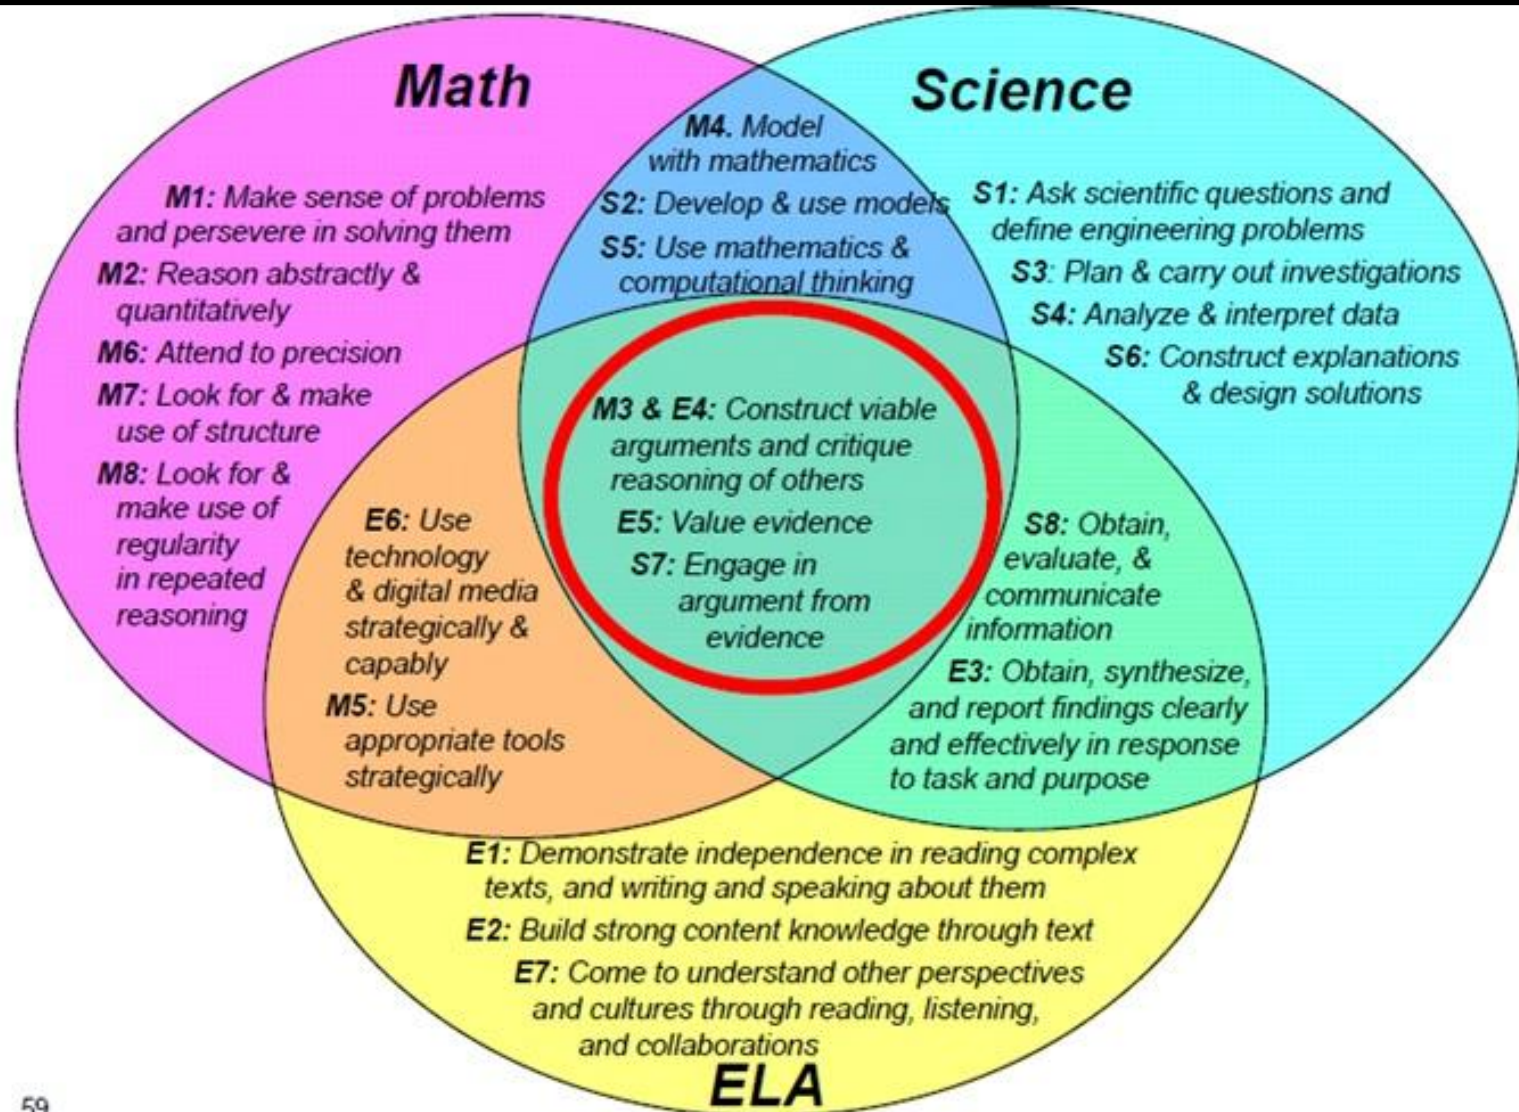 Math
Science
M4. Model
with mathematics
S2: Develop & use models
S5: Use mathematics &
computational thinking
M1: Make sense of problems
and persevere in solving them
M2: Reason abstractly &
quantitatively
M6: Attend to precision
M7: Look for & make
use of structure
M8: Look for &
make use of
regularity
in repeated
reasoning
S1: Ask scientific questions and
define engineering problems
S3: Plan & carry out investigations
S4: Analyze & interpret data
S6: Construct explanations
& design solutions
M3 & E4: Construct viable
arguments and critique
reasoning of others
E5: Value evidence
S7: Engage in
argument from
evidence
E6: Use
technology
& digital media
strategically &
capably
M5: Use
appropriate tools
strategically
S8: Obtain,
evaluate, &
communicate
information
E3: Obtain, synthesize,
and report findings clearly
and effectively in response
to task and purpose
E1: Demonstrate independence in reading complex
texts, and writing and speaking about them
E2: Build strong content knowledge through text
E7: Come to understand other perspectives
and cultures through reading, listening,
and collaborations
ELA
59